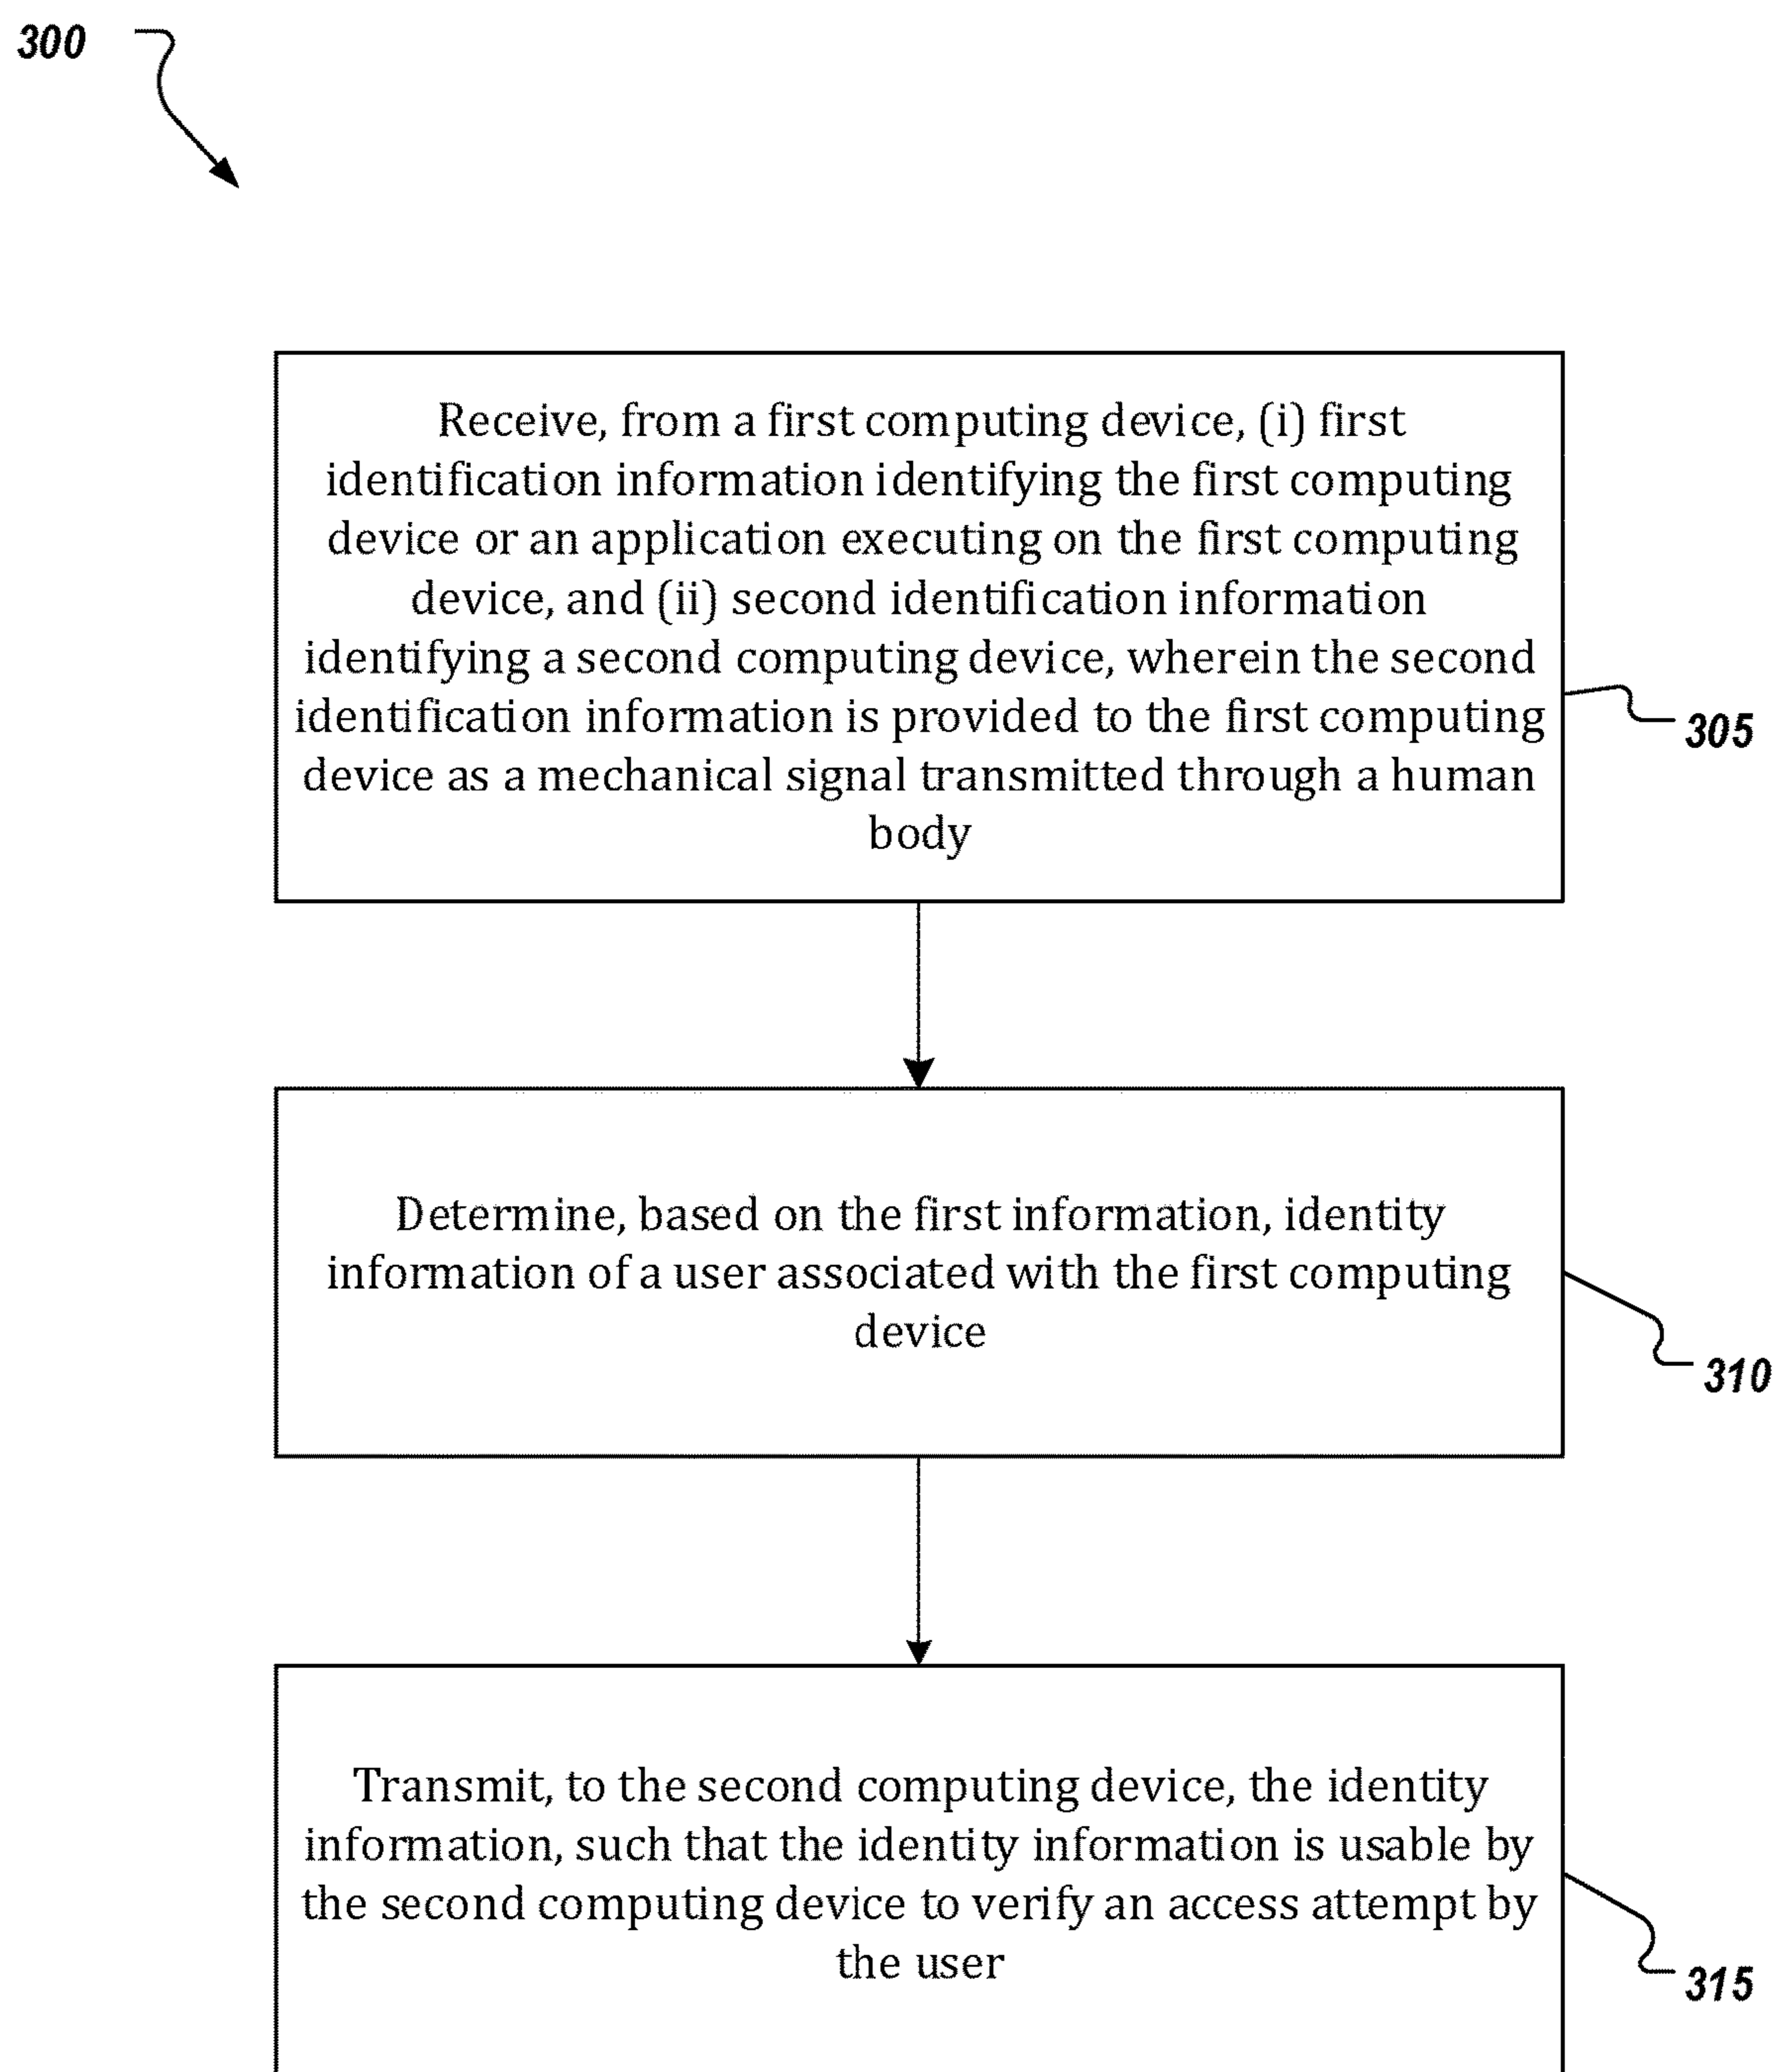 300
Receive, from a first computing device, (i) first
identification information identifying the first computing
device or an application executing on the first computing
device, and (ii) second identification information
identifying a second computing device, wherein the second
identification information is provided to the first computing
device as a mechanical signal transmitted through a human
body
305
Determine, based on the first information, identity
information of a user associated with the first computing
device
310
Transmit, to the second computing device, the identity
information, such that the identity information is usable by
the second computing device to verify an access attempt by
the user
315